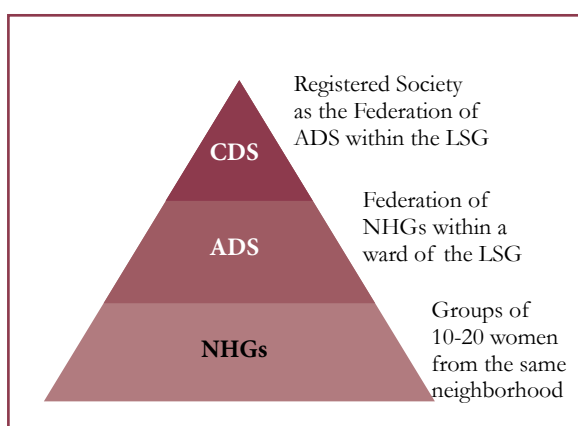 CDS
Registered Society
as the Federation of
ADS within the LSG
ADS
Federation of
NHGs within a
ward of the LSG
NHGs
Groups of
10-20 women
from the same
neighborhood